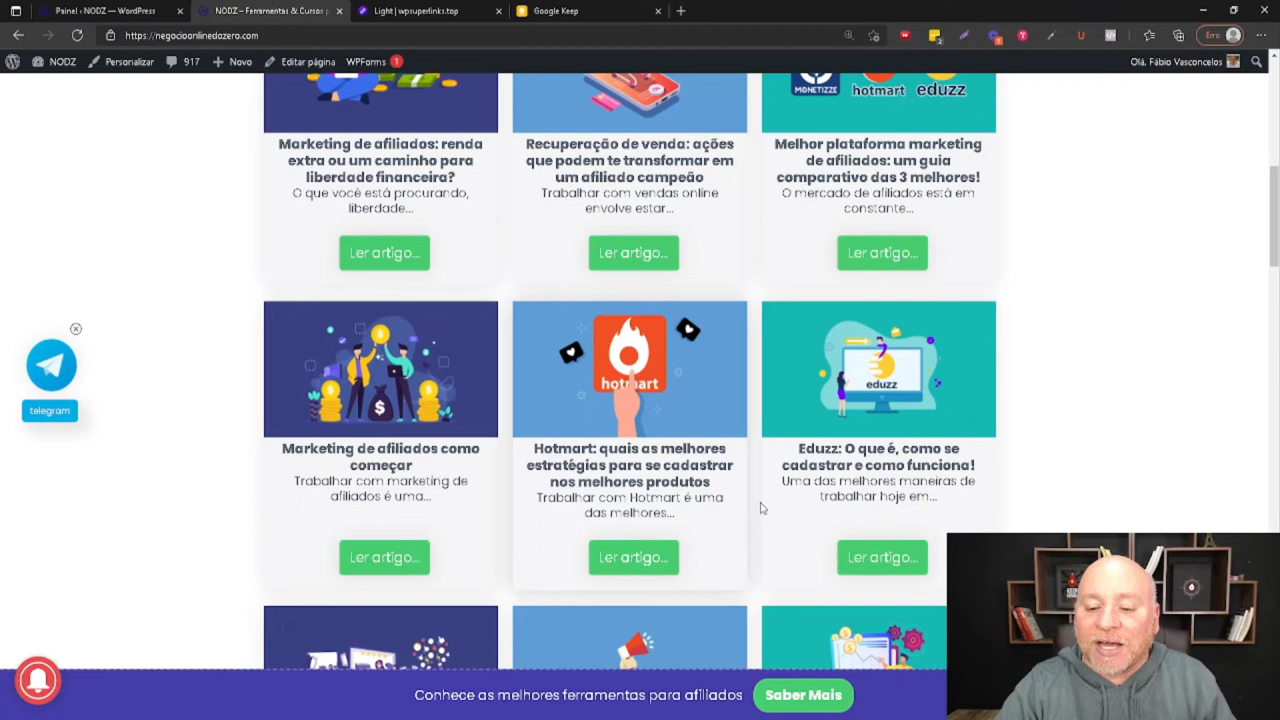 Painel ‹ NODZ — WordPress
NODZ – Ferramentas & Cursos p
Light | wpsuperlinks.top
Google Keep
https://negocioonlinedozero.com
Erro
NODZ
Personalizar
917
Novo
Editar página
WPForms
1
Olá, Fábio Vasconcelos
MONETIZZE
hotmart
eduzz
Marketing de afiliados: renda
extra ou um caminho para
liberdade financeira?
O que você está procurando,
liberdade...
Ler artigo...
Recuperação de venda: ações
que podem te transformar em
um afiliado campeão
Trabalhar com vendas online
envolve estar...
Ler artigo...
Melhor plataforma marketing
de afiliados: um guia
comparativo das 3 melhores!
O mercado de afiliados está em
constante...
Ler artigo...
telegram
Marketing de afiliados como
começar
Trabalhar com marketing de
afiliados é uma...
Ler artigo...
hotmart
Hotmart: quais as melhores
estratégias para se cadastrar
nos melhores produtos
Trabalhar com Hotmart é uma
das melhores...
Ler artigo...
eduzz
Eduzz: O que é, como se
cadastrar e como funciona!
Uma das melhores maneiras de
trabalhar hoje em...
Ler artigo...
Conhece as melhores ferramentas para afiliados
Saber Mais